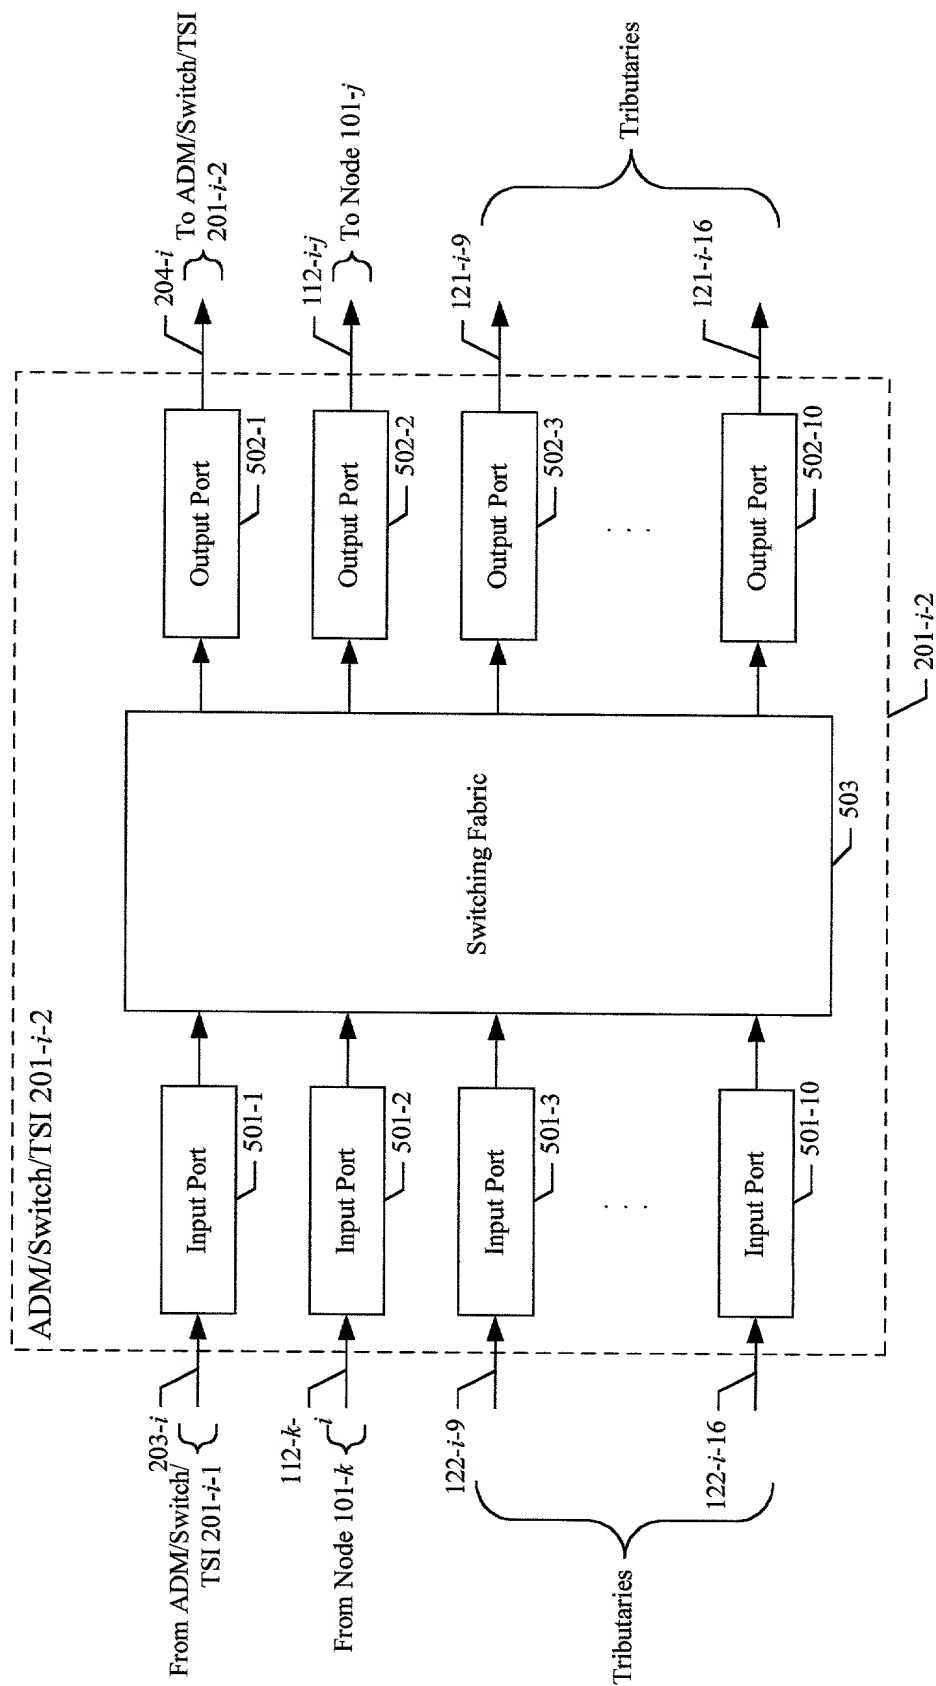 ADM/Switch/TSI 201-i-2
From ADM/Switch/
TSI 201-i-1
203-i
Input Port
501-1
Output Port
502-1
204-i
To ADM/Switch/TSI
201-i-2
From Node 101-k
112-k-
i
Input Port
501-2
Output Port
502-2
112-i-j
To Node 101-j
Switching Fabric
503
Tributaries
122-i-9
Input Port
501-3
. . .
Output Port
502-3
. . .
121-i-9
Tributaries
122-i-16
Input Port
501-10
Output Port
502-10
121-i-16
201-i-2